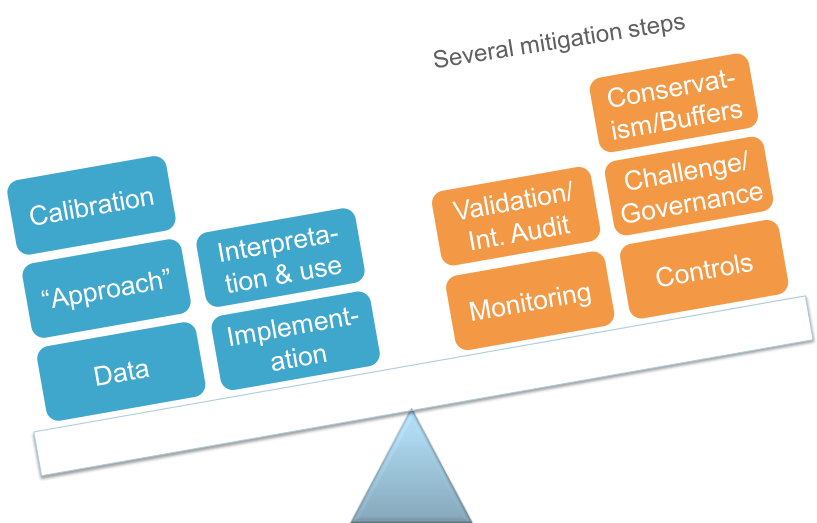 Several mitigation steps
Calibration
“Approach”
Data
Interpreta-
tion & use
Implement-
ation
Validation/
Int. Audit
Monitoring
Conservat-
ism/Buffers
Challenge/
Governance
Controls